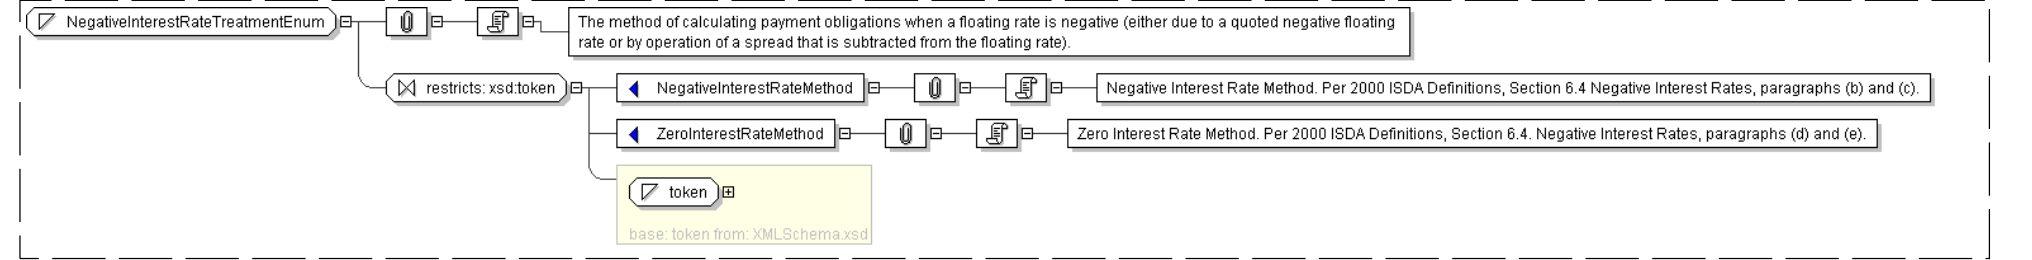 NegativeInterestRateTreatmentEnum
The method of calculating payment obligations when a floating rate is negative (either due to a quoted negative floating
rate or by operation of a spread that is subtracted from the floating rate).
restricts: xsd:token
NegativeInterestRateMethod
Negative Interest Rate Method. Per 2000 ISDA Definitions, Section 6.4 Negative Interest Rates, paragraphs (b) and (c).
ZeroInterestRateMethod
Zero Interest Rate Method. Per 2000 ISDA Definitions, Section 6.4. Negative Interest Rates, paragraphs (d) and (e).
token
base: token from: XMLSchema.xsd